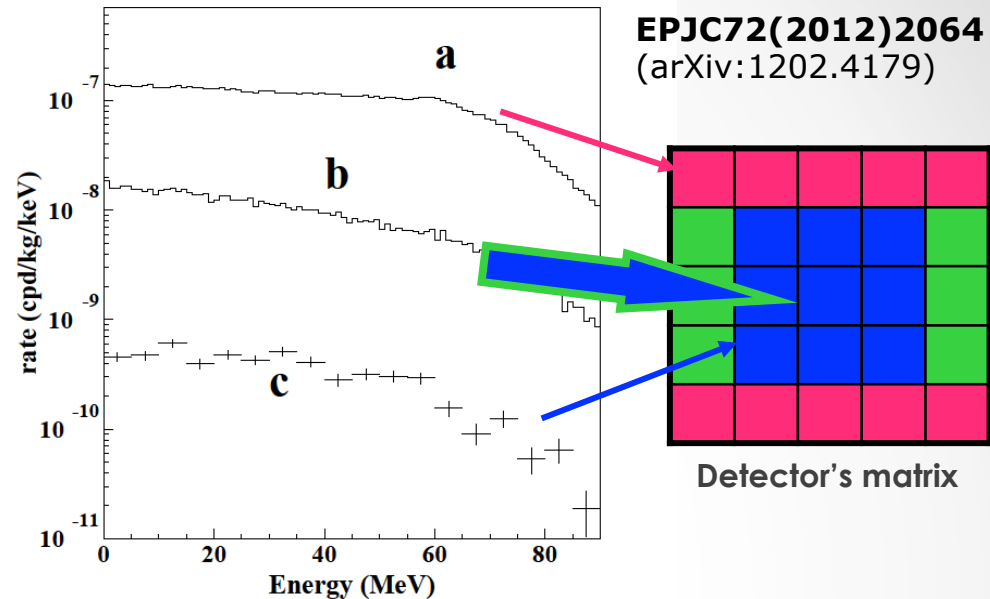 EPJC72(2012)2064
(arXiv:1202.4179)
a
b
c
10 -7
10 -8
10 -9
10 -10
10 -11
rate (cpd/kg/keV)
0 20 40 60 80
Energy (MeV)
Detector's matrix